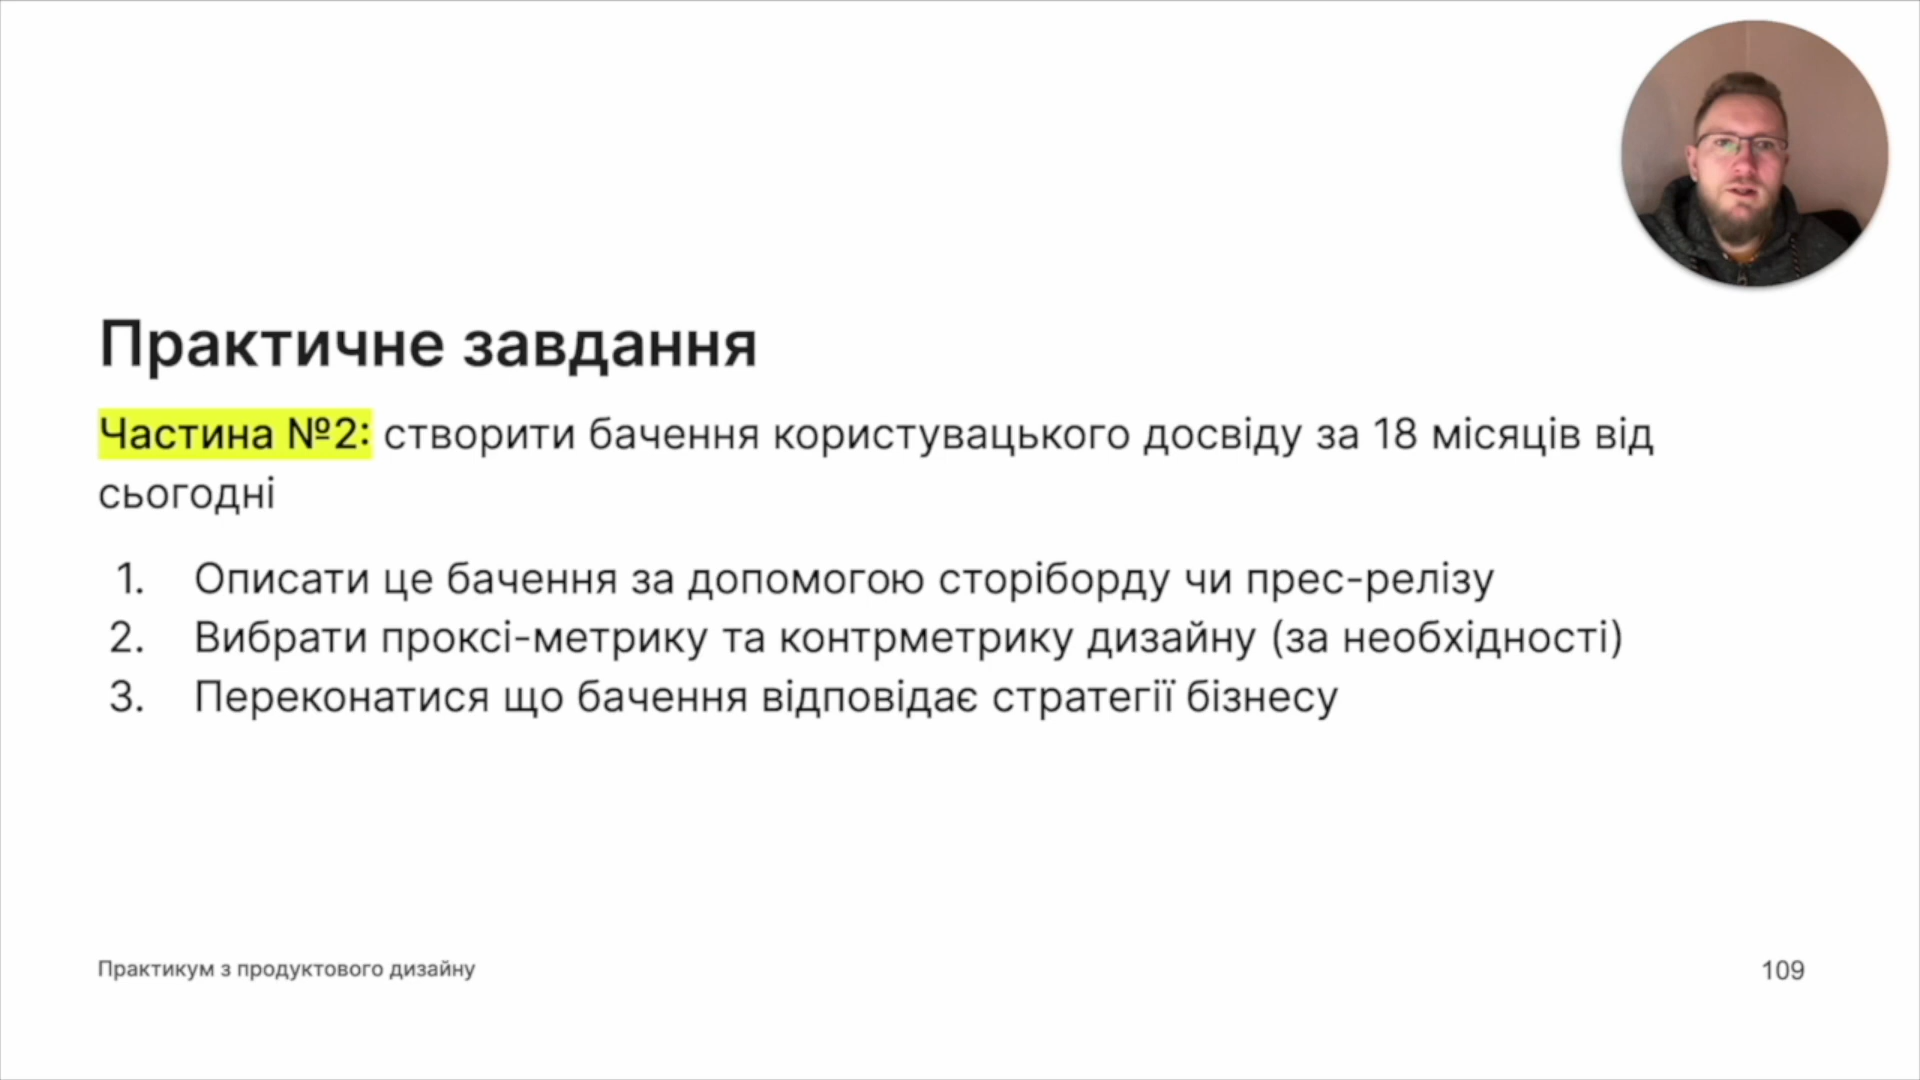 Практичне завдання
Частина №2: створити бачення користувацького досвіду за 18 місяців від
сьогодні
1. Описати це бачення за допомогою сторіборду чи прес-релізу
2. Вибрати проксі-метрику та контрметрику дизайну (за необхідності)
3. Переконатися що бачення відповідає стратегії бізнесу
Практикум з продуктового дизайну
109